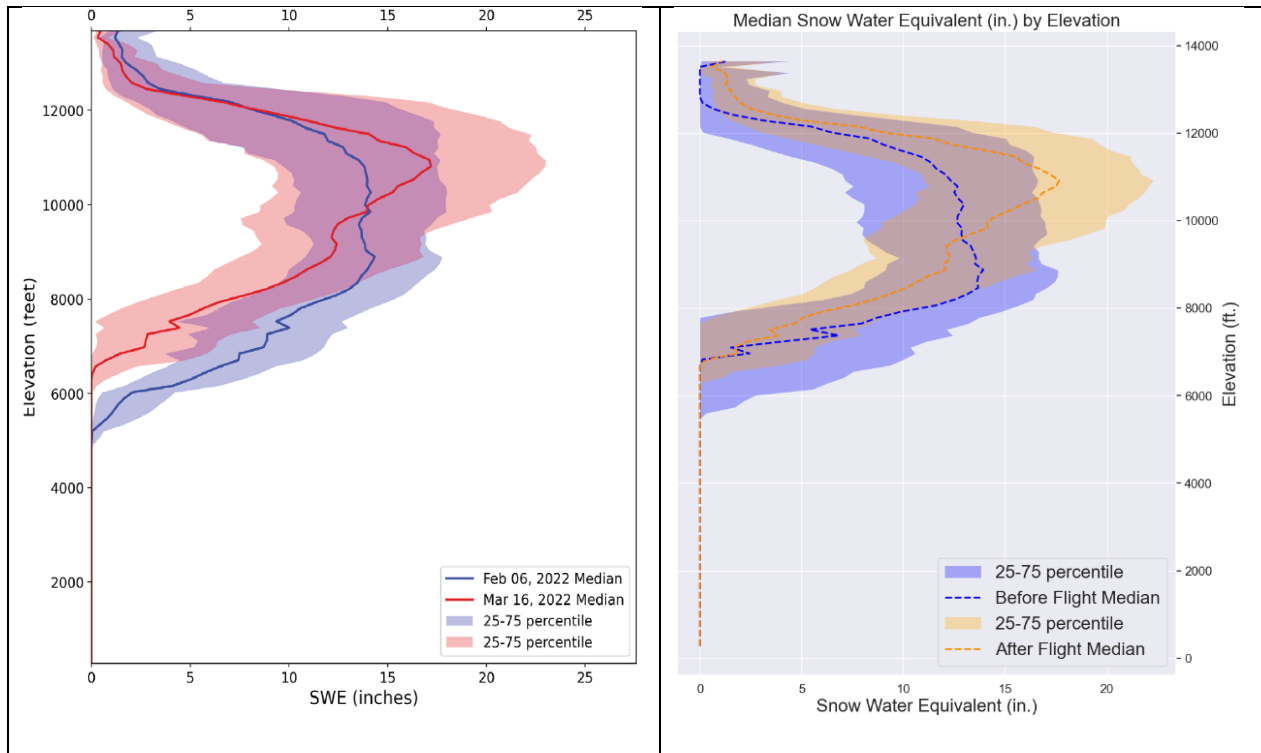 0 5 10 15 20 25
12000
10000
8000
6000
4000
2000
Elevation (feet)
Feb 06, 2022 Median
Mar 16, 2022 Median
25-75 percentile
25-75 percentile
0 5 10 15 20 25
SWE (inches)
Median Snow Water Equivalent (in.) by Elevation
14000
12000
10000
8000
6000
4000
2000
0
Elevation (ft.)
25-75 percentile
Before Flight Median
25-75 percentile
After Flight Median
0 5 10 15 20
Snow Water Equivalent (in.)